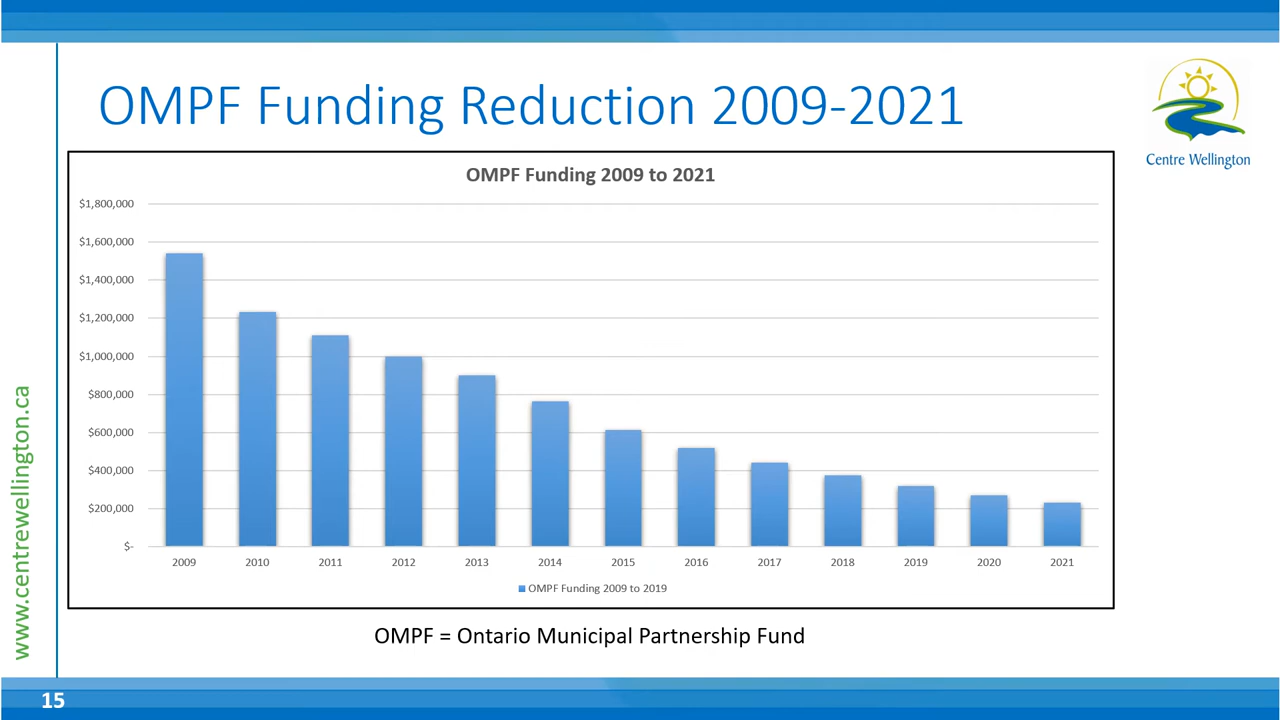 OMPF Funding Reduction 2009-2021
Centre Wellington
OMPF Funding 2009 to 2021
$1,800,000
$1,600,000
$1,400,000
$1,200,000
$1,000,000
$800,000
$600,000
$400,000
$200,000
$-
2009 2010 2011 2012 2013 2014 2015 2016 2017 2018 2019 2020 2021
OMPF Funding 2009 to 2019
OMPF = Ontario Municipal Partnership Fund
www.centrewellington.ca
15